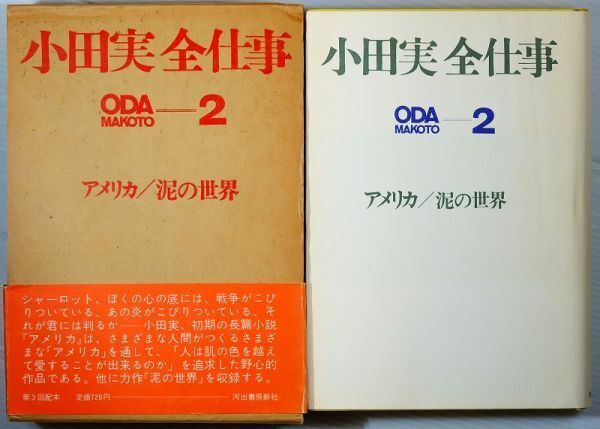 小田実 全仕事
ODA
MAKOTO
2
アメリカ/泥の世界
シャーロット、ぼくの心の底には、戦争がこび
りついている、あの炎がこびりついている、そ
れが君には判るか——小田実、初期の長篇小説
『アメリカ』は、さまざまな人間がつくるさまざ
まな「アメリカ」を通して、「人は肌の色を越え
て愛することが出来るのか」を追求した野心的
作品である。他に力作『泥の世界』を収録する。
第3回配本 定価720円——河出書房新社
小田実 全仕事
ODA
MAKOTO
2
アメリカ/泥の世界